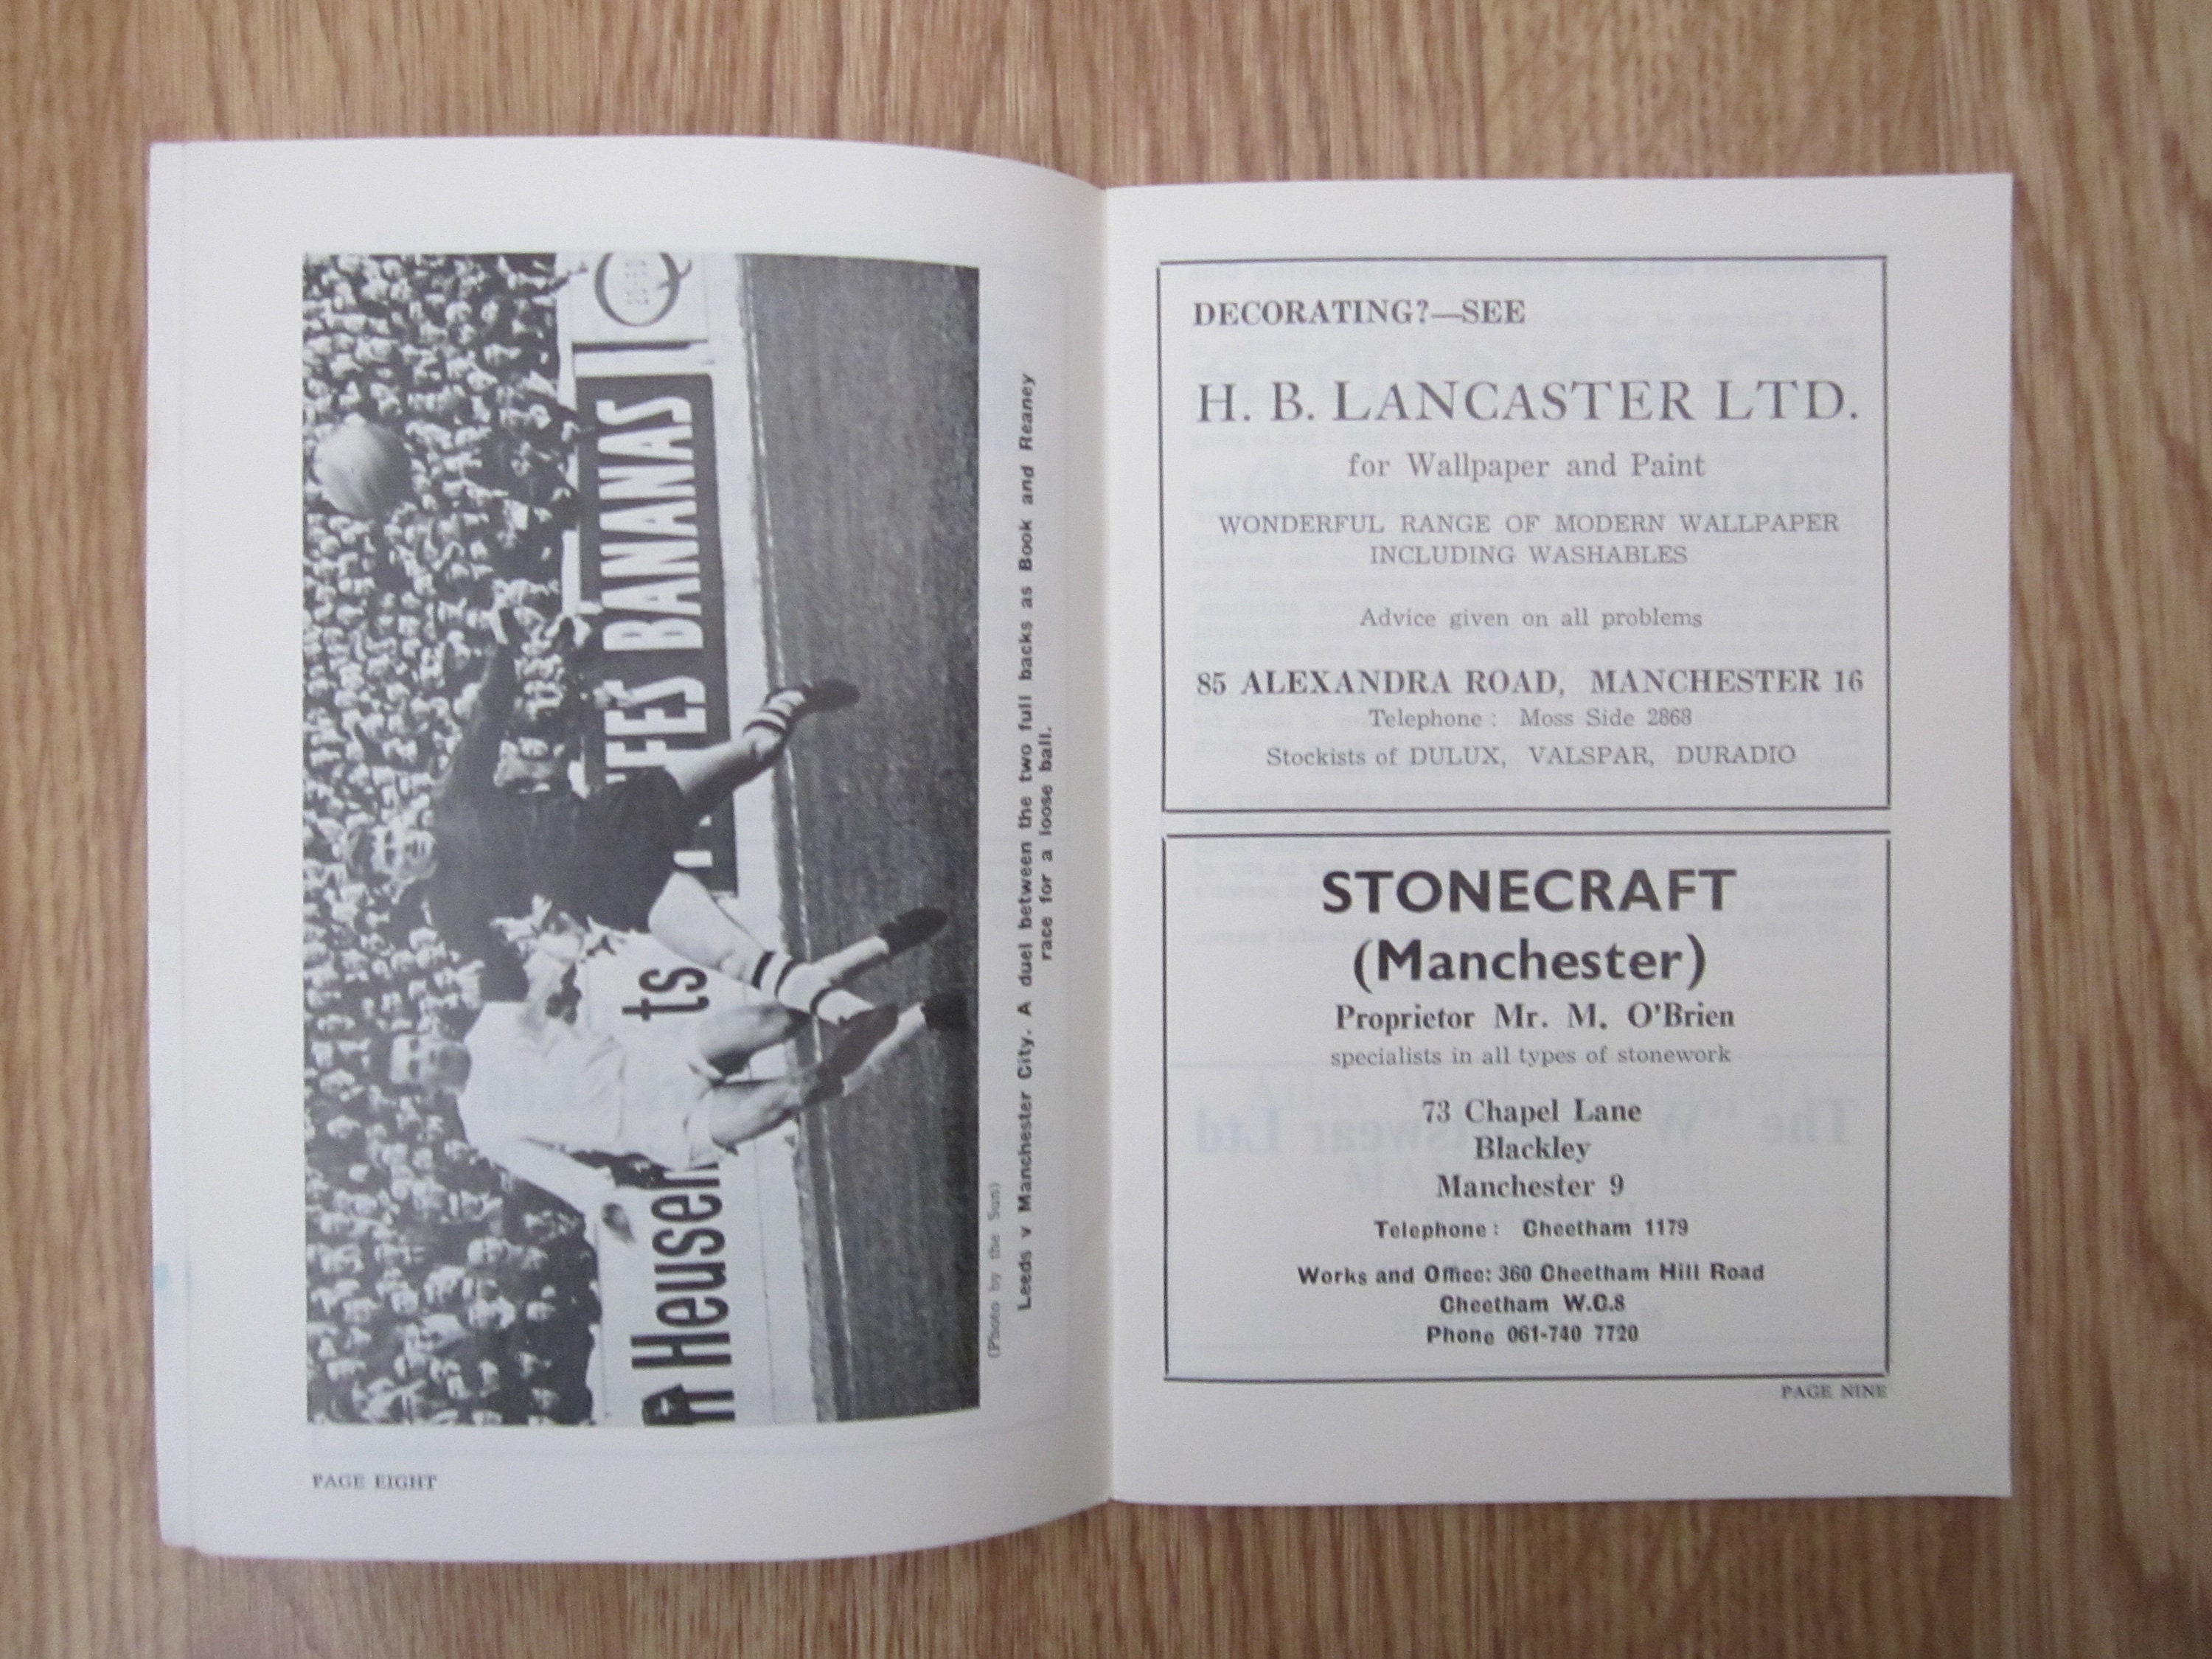 BANANAS
ts
Heusen
(Photo by the Sun)
Leeds v Manchester City. A duel between the two full backs as Book and Reaney
race for a loose ball.
PAGE EIGHT
DECORATING?—SEE
H. B. LANCASTER LTD.
for Wallpaper and Paint
WONDERFUL RANGE OF MODERN WALLPAPER
INCLUDING WASHABLES
Advice given on all problems
85 ALEXANDRA ROAD, MANCHESTER 16
Telephone : Moss Side 2868
Stockists of DULUX, VALSPAR, DURADIO
STONECRAFT
(Manchester)
Proprietor Mr. M. O'Brien
specialists in all types of stonework
73 Chapel Lane
Blackley
Manchester 9
Telephone : Cheetham 1179
Works and Office: 360 Cheetham Hill Road
Cheetham W.C.8
Phone 061-740 7720
PAGE NINE